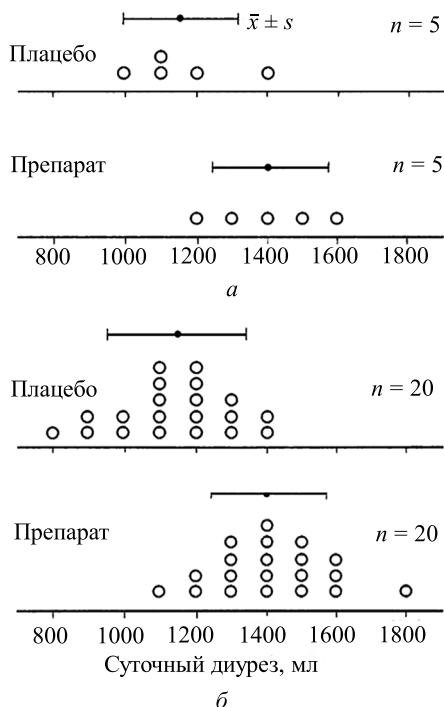 x̄ ± s
n = 5
Плацебо
Препарат
n = 5
800 1000 1200 1400 1600 1800
а
Плацебо
n = 20
Препарат
n = 20
800 1000 1200 1400 1600 1800
Суточный диурез, мл
б